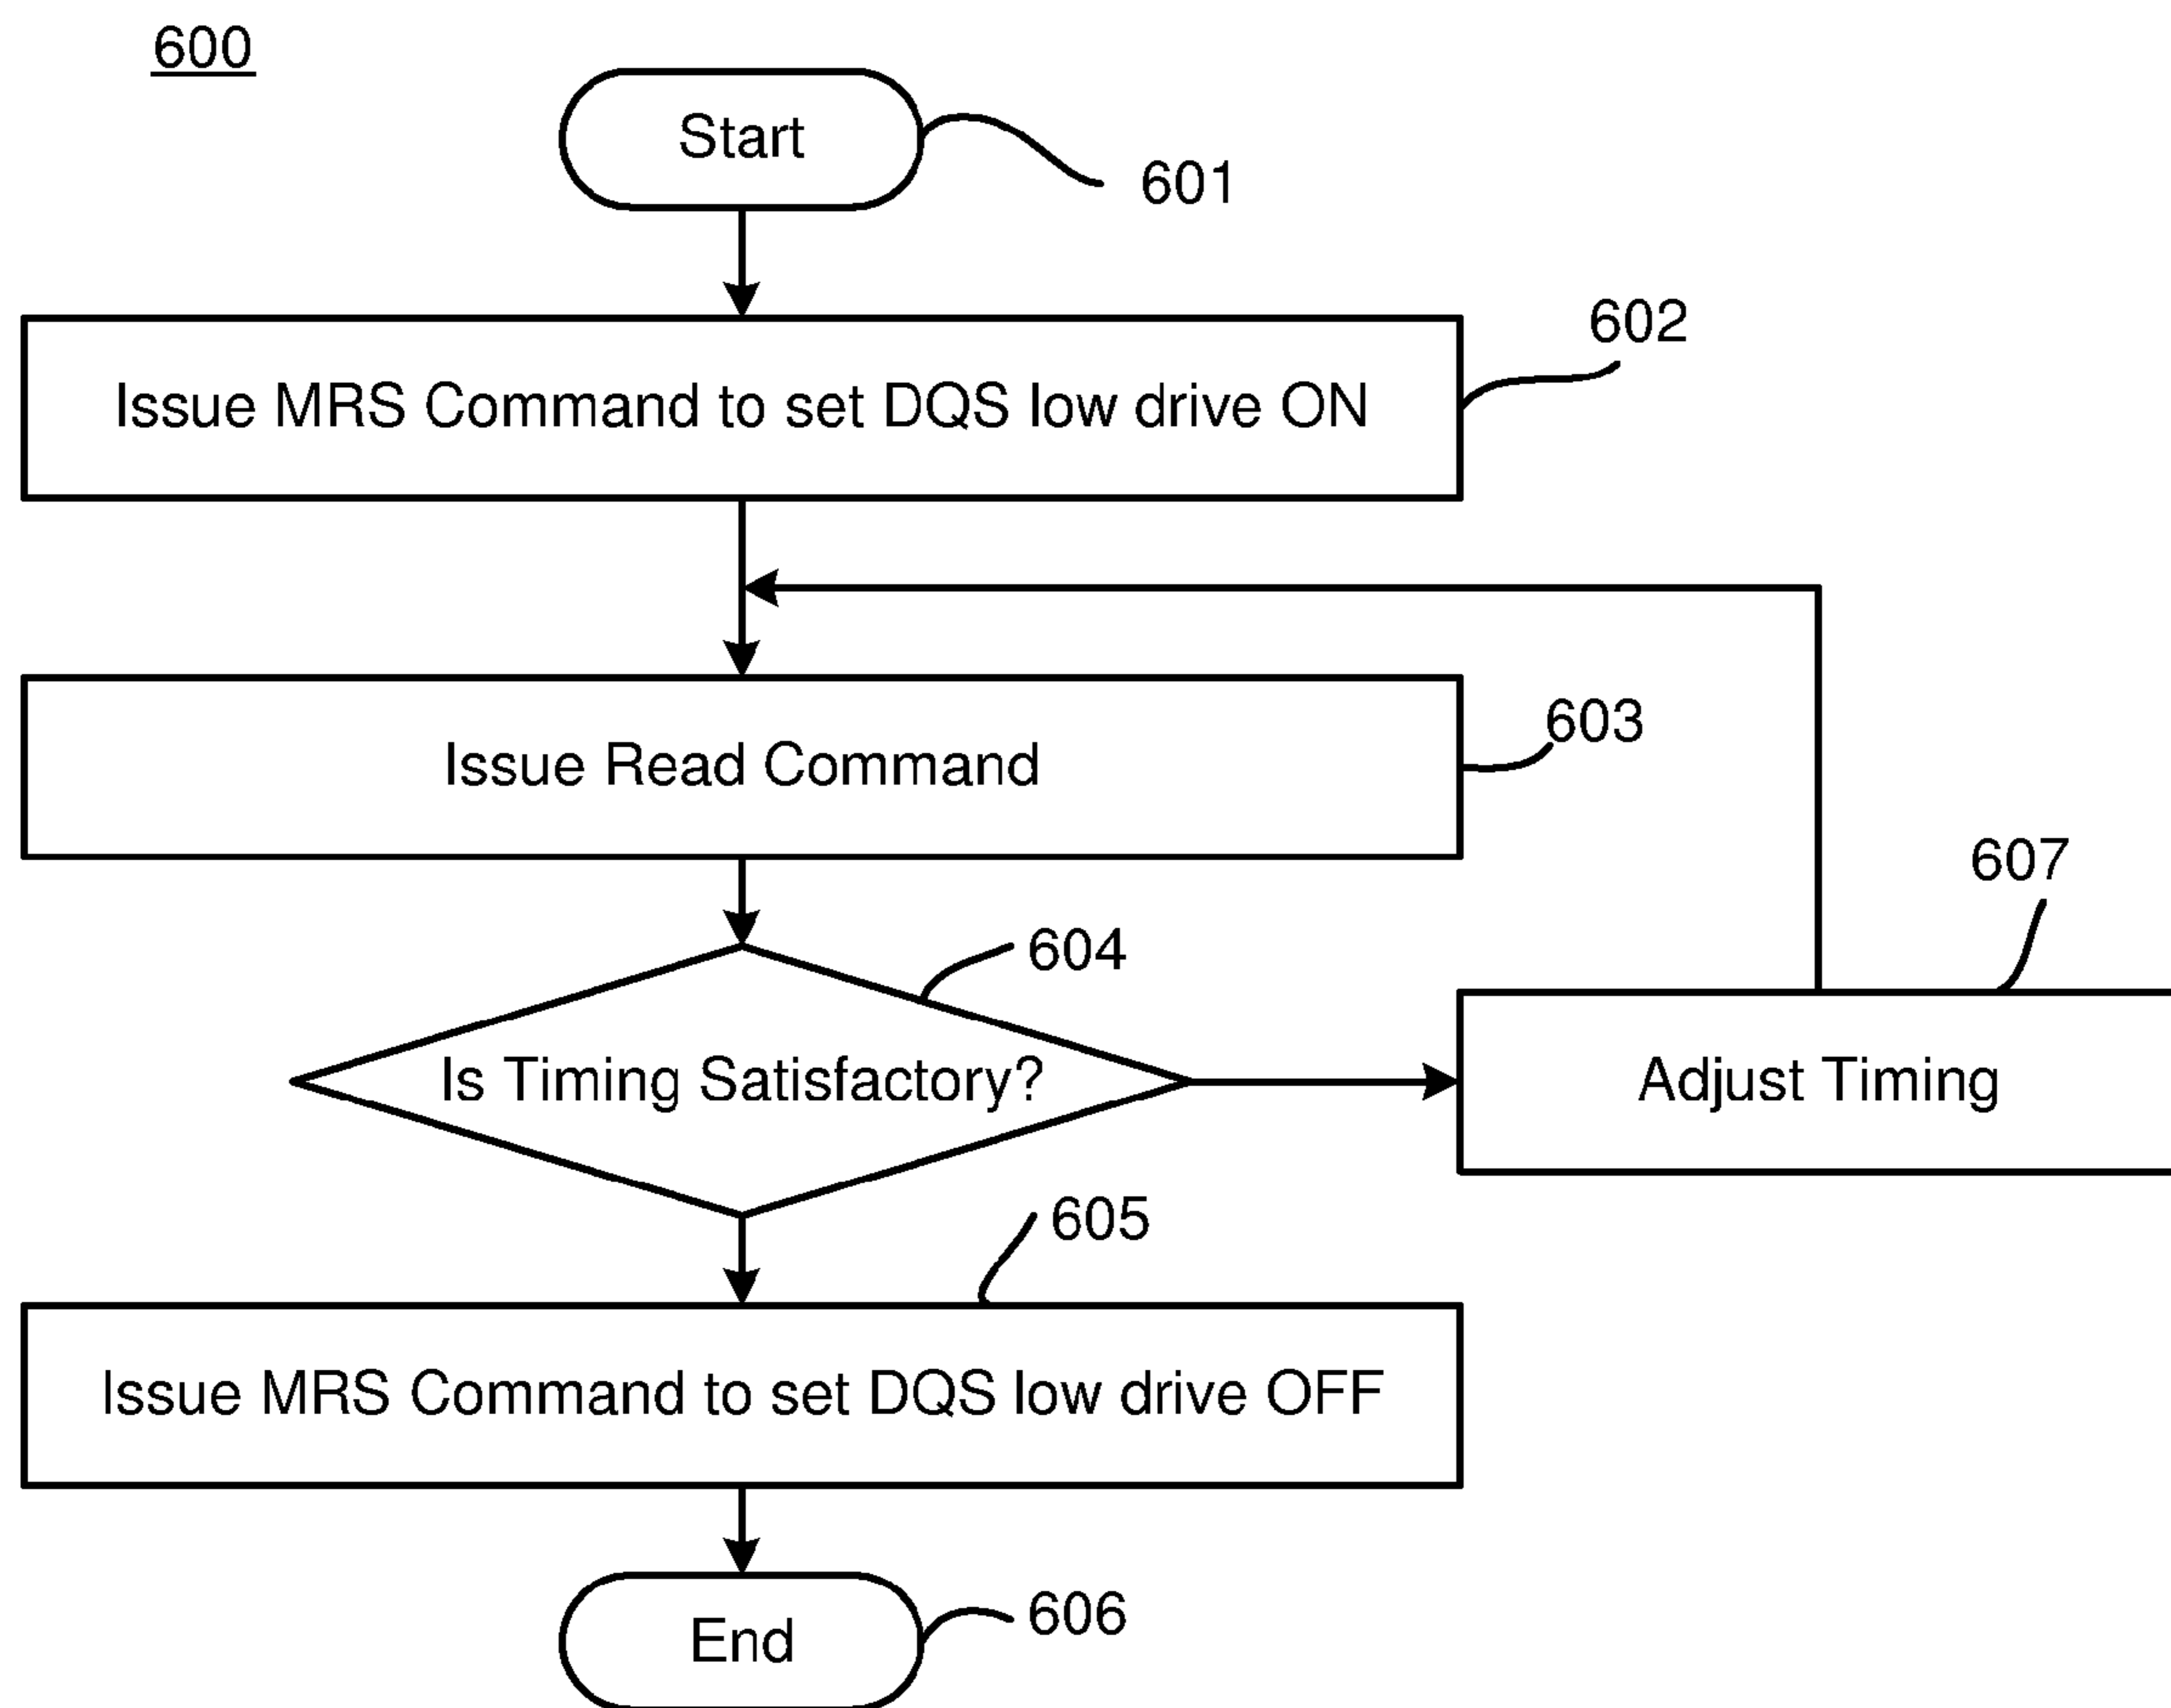 600
Start
601
602
Issue MRS Command to set DQS low drive ON
603
Issue Read Command
607
604
Is Timing Satisfactory?
Adjust Timing
605
Issue MRS Command to set DQS low drive OFF
606
End